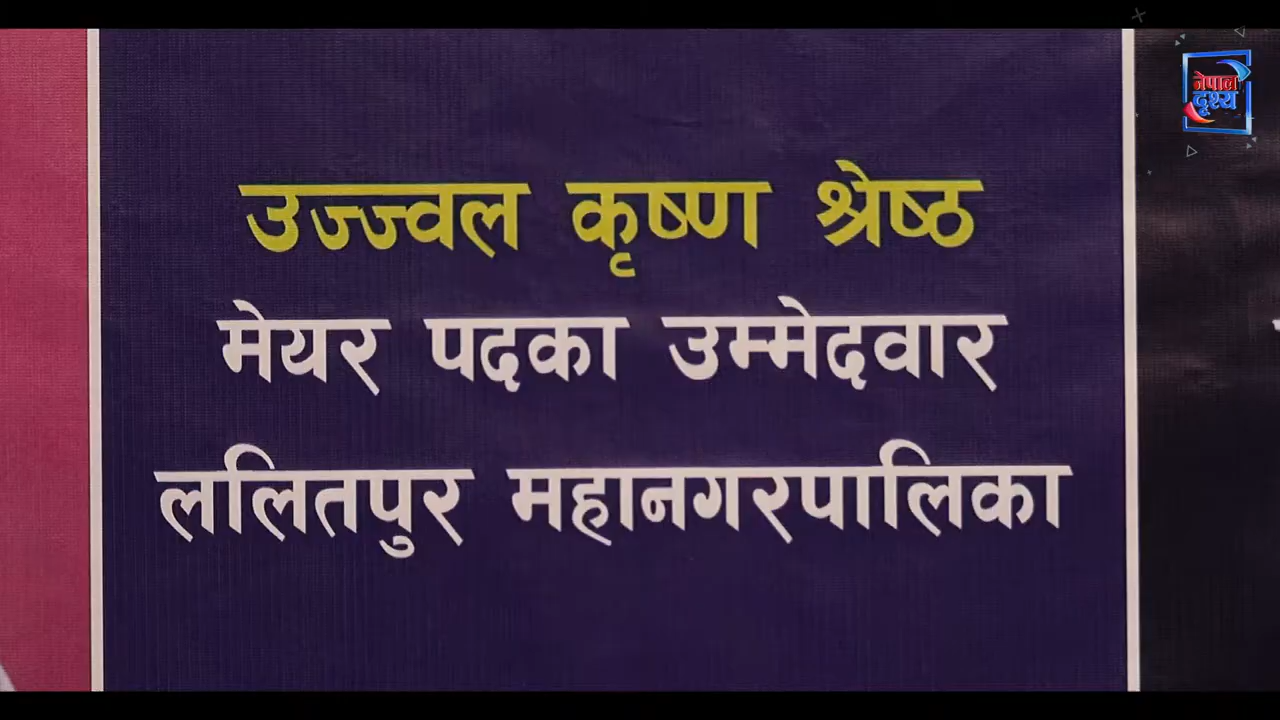 नेपाल
दृश्य
उज्ज्वल कृष्ण श्रेष्ठ
मेयर पदका उम्मेदवार
ललितपुर महानगरपालिका